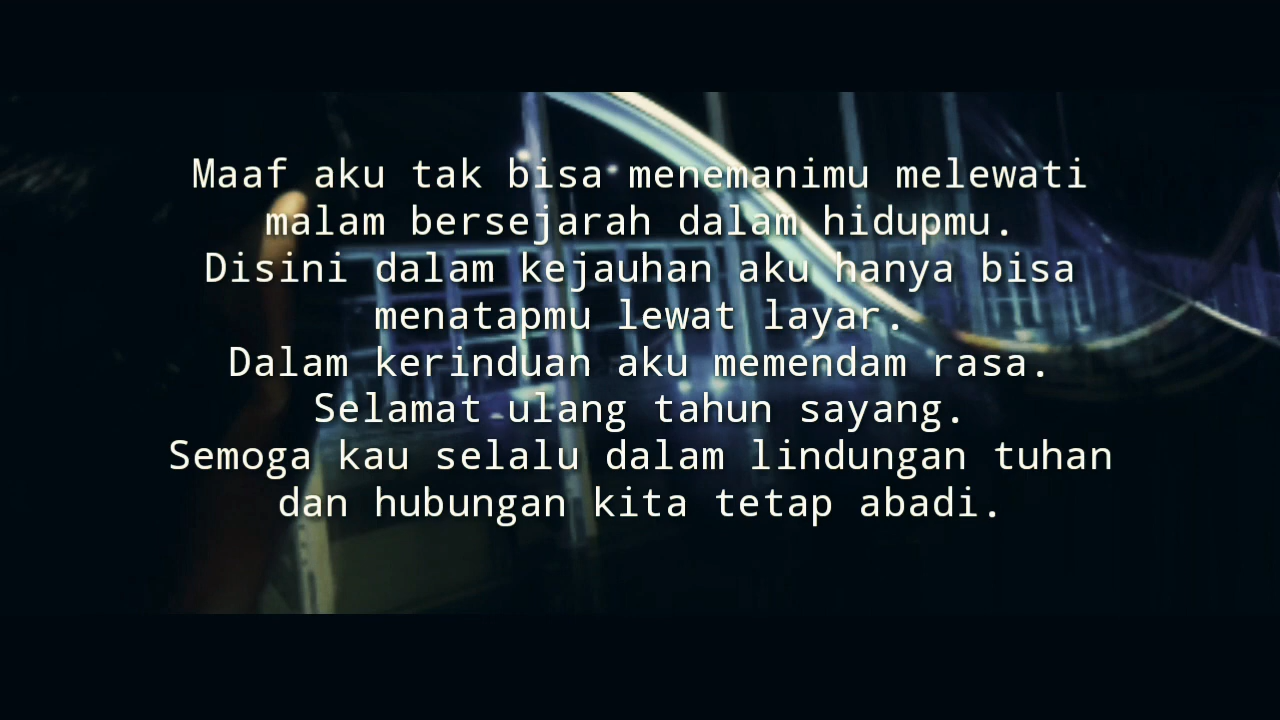 Maaf aku tak bisa menemanimu melewati
malam bersejarah dalam hidupmu.
Disini dalam kejauhan aku hanya bisa
menatapmu lewat layar.
Dalam kerinduan aku memendam rasa.
Selamat ulang tahun sayang.
Semoga kau selalu dalam lindungan tuhan
dan hubungan kita tetap abadi.